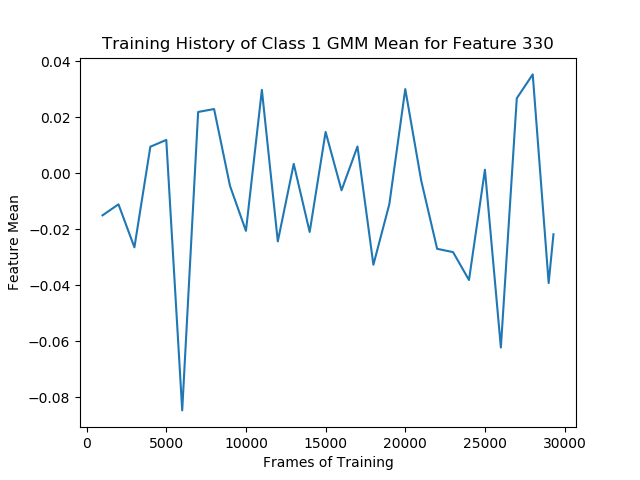 Training History of Class 1 GMM Mean for Feature 330
0.04
0.02
0.00
−0.02
−0.04
−0.06
−0.08
Feature Mean
0 5000 10000 15000 20000 25000 30000
Frames of Training